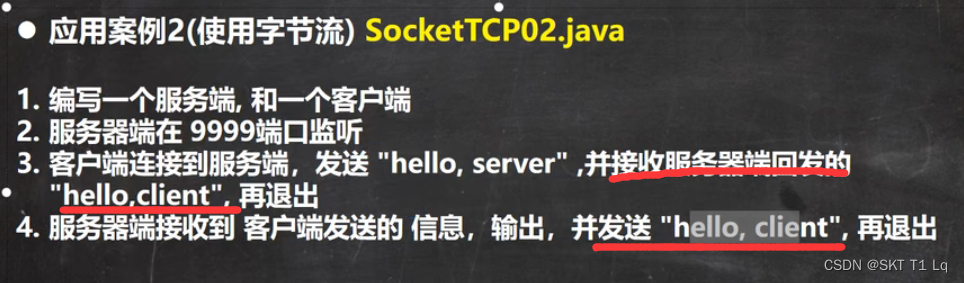 ● 应用案例2(使用字节流) SocketTCP02.java
1. 编写一个服务端, 和一个客户端
2. 服务器端在 9999端口监听
3. 客户端连接到服务端，发送 "hello, server" ,并接收服务器端回发的
"hello,client", 再退出
4. 服务器端接收到 客户端发送的 信息，输出，并发送 "hello, client", 再退出
CSDN @SKT T1 Lq